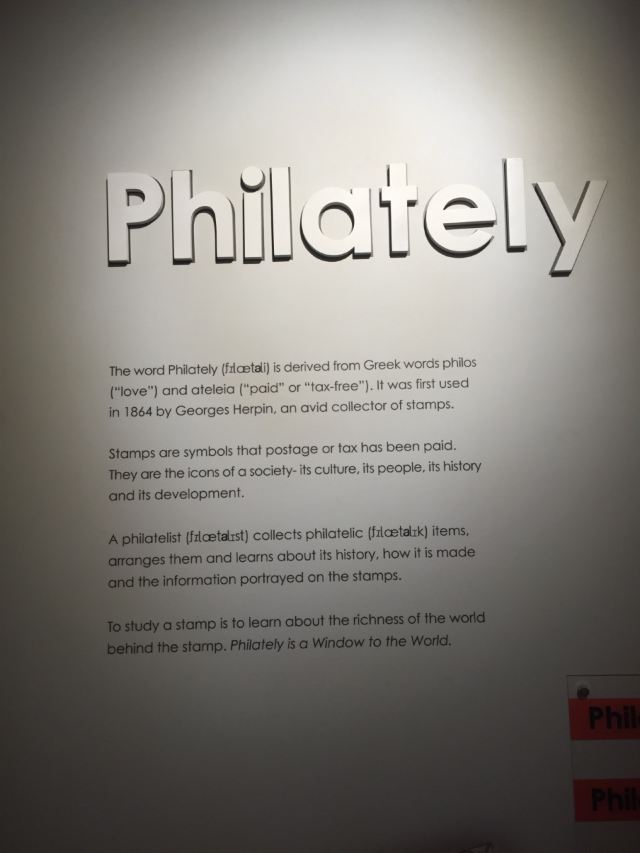 Philately
The word Philately (fɪlætəli) is derived from Greek words philos
("love") and ateleia ("paid" or "tax-free"). It was first used
in 1864 by Georges Herpin, an avid collector of stamps.
Stamps are symbols that postage or tax has been paid.
They are the icons of a society- its culture, its people, its history
and its development.
A philatelist (fɪlætəlɪst) collects philatelic (fɪlætəlɪk) items,
arranges them and learns about its history, how it is made
and the information portrayed on the stamps.
To study a stamp is to learn about the richness of the world
behind the stamp. Philately is a Window to the World.